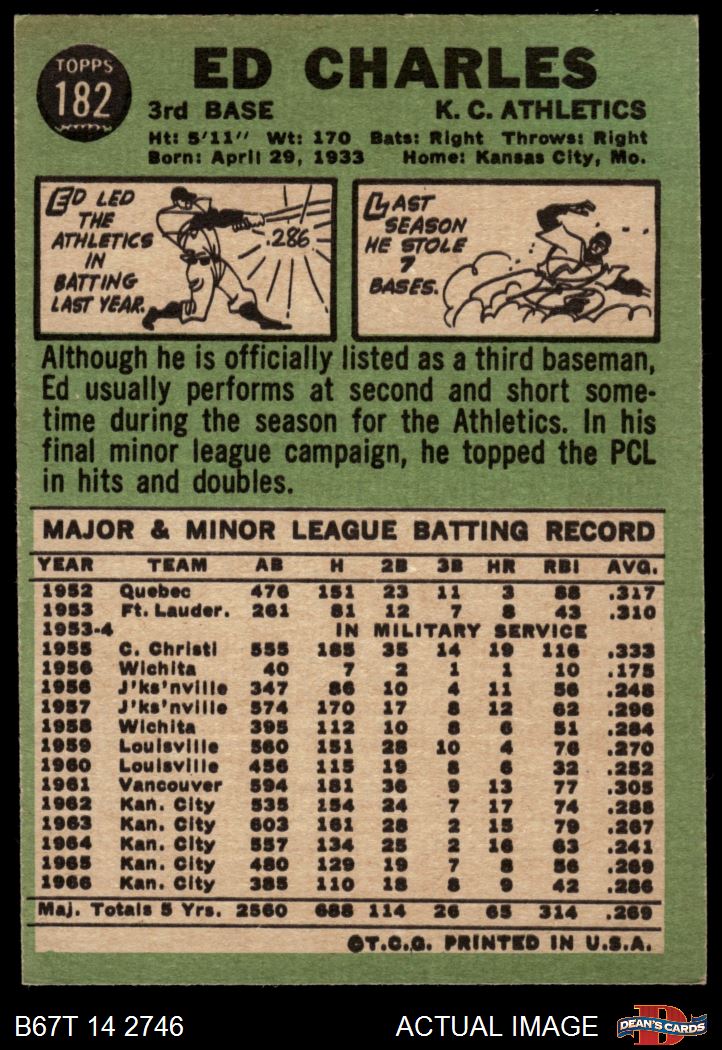 TOPPS
182
ED CHARLES
3rd BASE K. C. ATHLETICS
Ht: 5'11" Wt: 170 Bats: Right Throws: Right
Born: April 29, 1933 Home: Kansas City, Mo.
ED LED
THE
ATHLETICS
IN
BATTING
LAST YEAR.
.286
LAST
SEASON
HE STOLE
7
BASES.
Although he is officially listed as a third baseman,
Ed usually performs at second and short some-
time during the season for the Athletics. In his
final minor league campaign, he topped the PCL
in hits and doubles.
MAJOR & MINOR LEAGUE BATTING RECORD
YEAR TEAM AB H 2B 3B HR RBI AVG.
1952 Quebec 476 151 23 11 3 88 .317
1953 Ft. Lauder. 261 81 12 7 8 43 .310
1953-4 IN MILITARY SERVICE
1955 C. Christi 555 185 35 14 19 116 .333
1956 Wichita 40 7 2 1 1 10 .175
1956 J'ks'nville 347 86 10 4 11 56 .248
1957 J'ks'nville 574 170 17 8 12 62 .296
1958 Wichita 395 112 10 8 6 51 .284
1959 Louisville 560 151 28 10 4 76 .270
1960 Louisville 456 115 19 8 6 32 .252
1961 Vancouver 594 181 36 9 13 77 .305
1962 Kan. City 535 154 24 7 17 74 .288
1963 Kan. City 603 161 28 2 15 79 .267
1964 Kan. City 557 134 25 2 16 63 .241
1965 Kan. City 480 129 19 7 8 56 .269
1966 Kan. City 385 110 18 8 9 42 .286
Maj. Totals 5 Yrs. 2560 688 114 26 65 314 .269
©T.C.G. PRINTED IN U.S.A.
B67T 14 2746 ACTUAL IMAGE DEAN'S CARDS